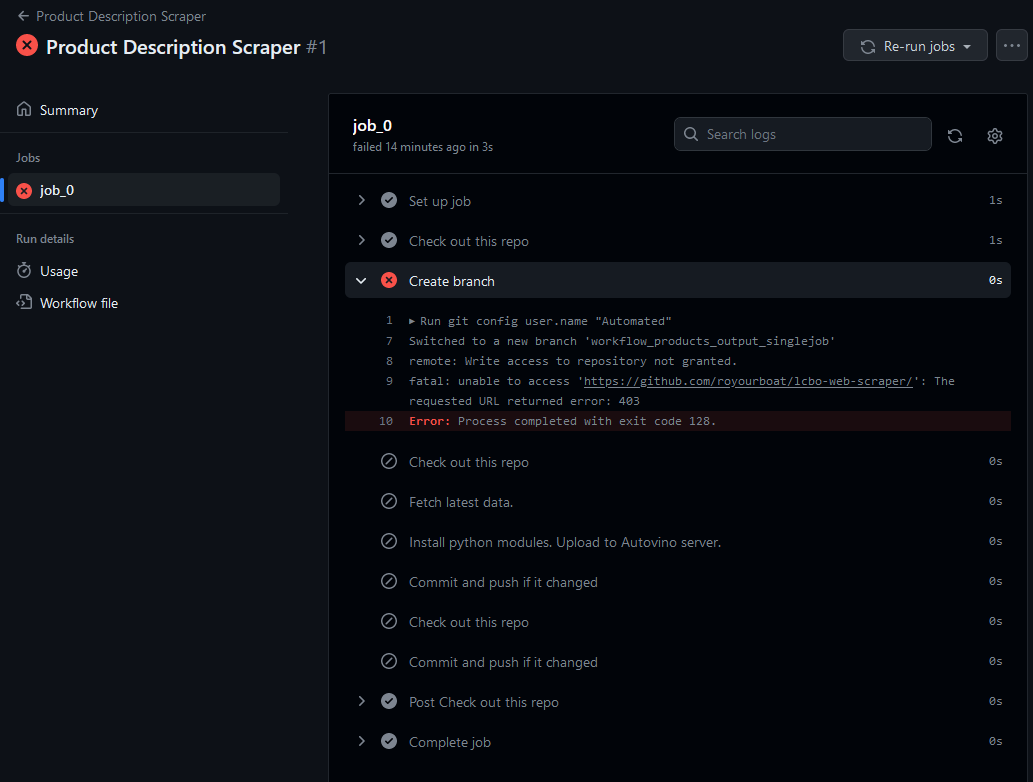 Product Description Scraper
Product Description Scraper #1
Re-run jobs
Summary
Jobs
job_0
Run details
Usage
Workflow file
job_0
failed 14 minutes ago in 3s
Search logs
Set up job 1s
Check out this repo 1s
Create branch 0s
1 Run git config user.name "Automated"
7 Switched to a new branch 'workflow_products_output_singlejob'
8 remote: Write access to repository not granted.
9 fatal: unable to access 'https://github.com/royourboat/lcbo-web-scraper/': The
requested URL returned error: 403
10 Error: Process completed with exit code 128.
Check out this repo 0s
Fetch latest data. 0s
Install python modules. Upload to Autovino server. 0s
Commit and push if it changed 0s
Check out this repo 0s
Commit and push if it changed 0s
Post Check out this repo 0s
Complete job 0s